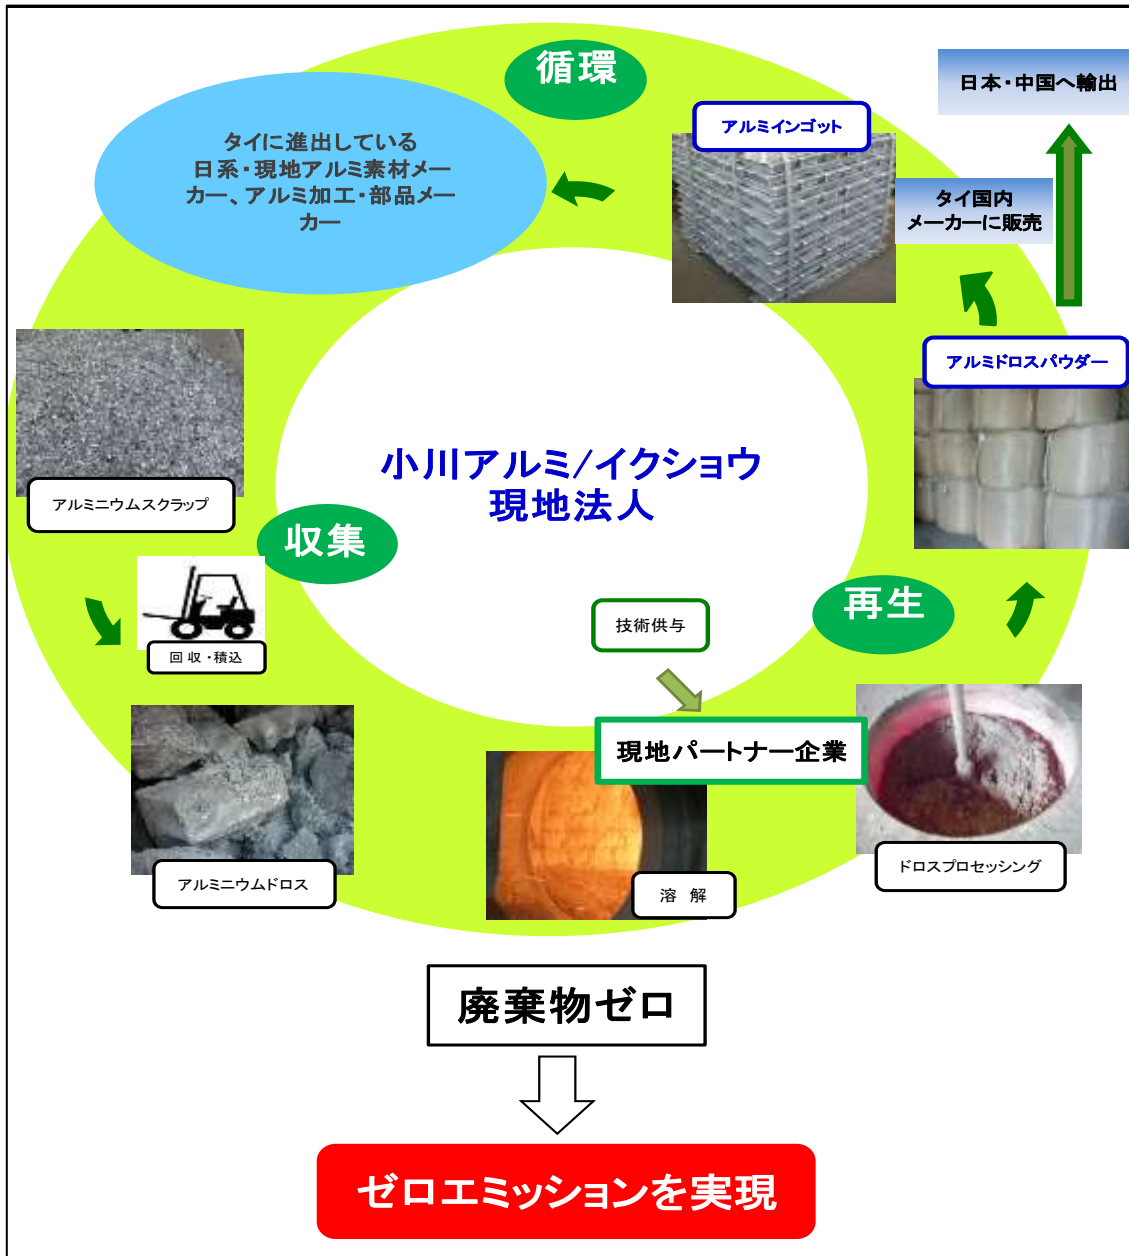 循環
日本・中国へ輸出
アルミインゴット
タイに進出している
日系・現地アルミ素材メー
カー、アルミ加工・部品メー
カー
タイ国内
メーカーに販売
アルミドロスパウダー
小川アルミ/イクショウ
現地法人
アルミニウムスクラップ
収集
再生
技術供与
回収・積込
現地パートナー企業
ドロスプロセッシング
アルミニウムドロス
溶　解
廃棄物ゼロ
ゼロエミッションを実現